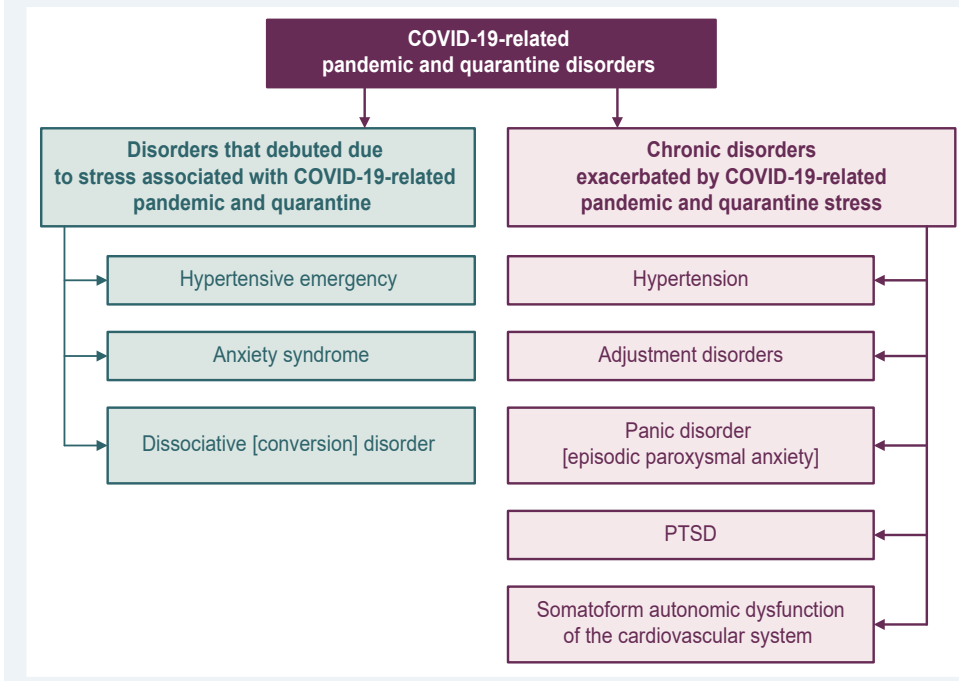 COVID-19-related
pandemic and quarantine disorders
Disorders that debuted due
to stress associated with COVID-19-related
pandemic and quarantine
Hypertensive emergency
Anxiety syndrome
Dissociative [conversion] disorder
Chronic disorders
exacerbated by COVID-19-related
pandemic and quarantine stress
Hypertension
Adjustment disorders
Panic disorder
[episodic paroxysmal anxiety]
PTSD
Somatoform autonomic dysfunction
of the cardiovascular system